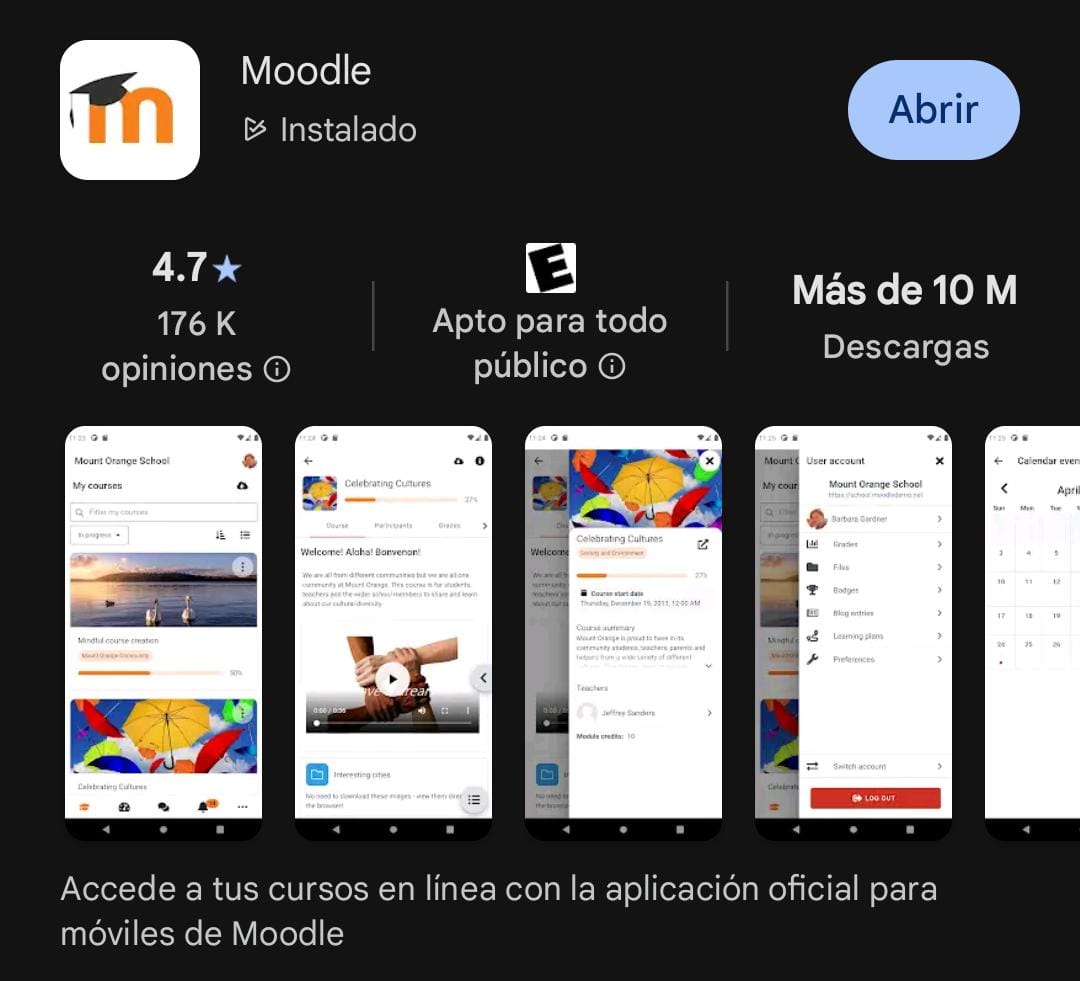 Moodle
Instalado
Abrir
4.7
176 K
opiniones
E
Apto para todo
público
Más de 10 M
Descargas
11:23
Mount Orange School
My courses
Filter my courses
In progress
Mindful course creation
Mount Orange Community
50%
Celebrating Cultures
11:24
Celebrating Cultures
27%
Course Participants Grades
Welcome! Aloha! Bonvenon!
We are all from different communities but we are all one
community at Mount Orange. This course is for students,
teachers and the wider school members to share and learn
about our cultural diversity.
0:00 / 0:36
Interesting cities
No need to download these images - view them
the browser!
11:24
Celebrating Cultures
Society and Environment
27%
Course start date
Thursday, December 19, 2013, 12:00 AM
Course summary
Mount Orange is proud to have in its
community students, teachers, parents and
helpers from a wide variety of different
Teachers
Jeffrey Sanders
Module credits: 10
11:25
User account
Mount Orange School
https://school.moodledemo.net
Barbara Gardner
Grades
Files
Badges
Blog entries
Learning plans
Preferences
Switch account
LOG OUT
11:25
Calendar even
April
Sun Mon Tue
3 4 5
10 11 12
17 18 19
24 25 26
Accede a tus cursos en línea con la aplicación oficial para
móviles de Moodle